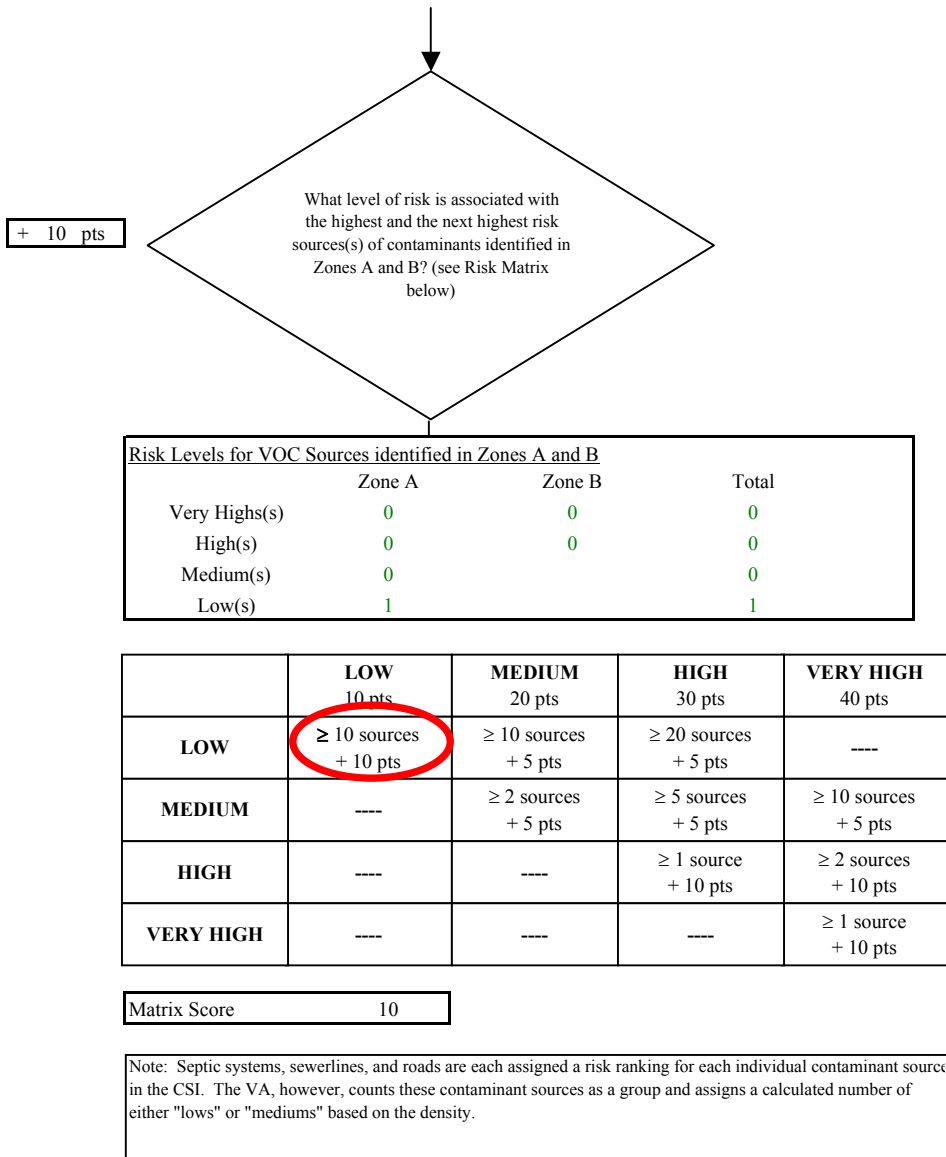 What level of risk is associated with
the highest and the next highest risk
sources(s) of contaminants identified in
Zones A and B? (see Risk Matrix
below)
+ 10 pts
Risk Levels for VOC Sources identified in Zones A and B
Zone A Zone B Total
Very Highs(s) 0 0 0
High(s) 0 0 0
Medium(s) 0 0
Low(s) 1 1
LOW MEDIUM HIGH VERY HIGH
10 pts 20 pts 30 pts 40 pts
LOW ≥ 10 sources ≥ 10 sources ≥ 20 sources ----
+ 10 pts + 5 pts + 5 pts
MEDIUM ---- ≥ 2 sources ≥ 5 sources ≥ 10 sources
+ 5 pts + 5 pts + 5 pts
HIGH ---- ---- ≥ 1 source ≥ 2 sources
+ 10 pts + 10 pts
VERY HIGH ---- ---- ---- ≥ 1 source
+ 10 pts
Matrix Score 10
Note: Septic systems, sewerlines, and roads are each assigned a risk ranking for each individual contaminant source
in the CSI. The VA, however, counts these contaminant sources as a group and assigns a calculated number of
either "lows" or "mediums" based on the density.